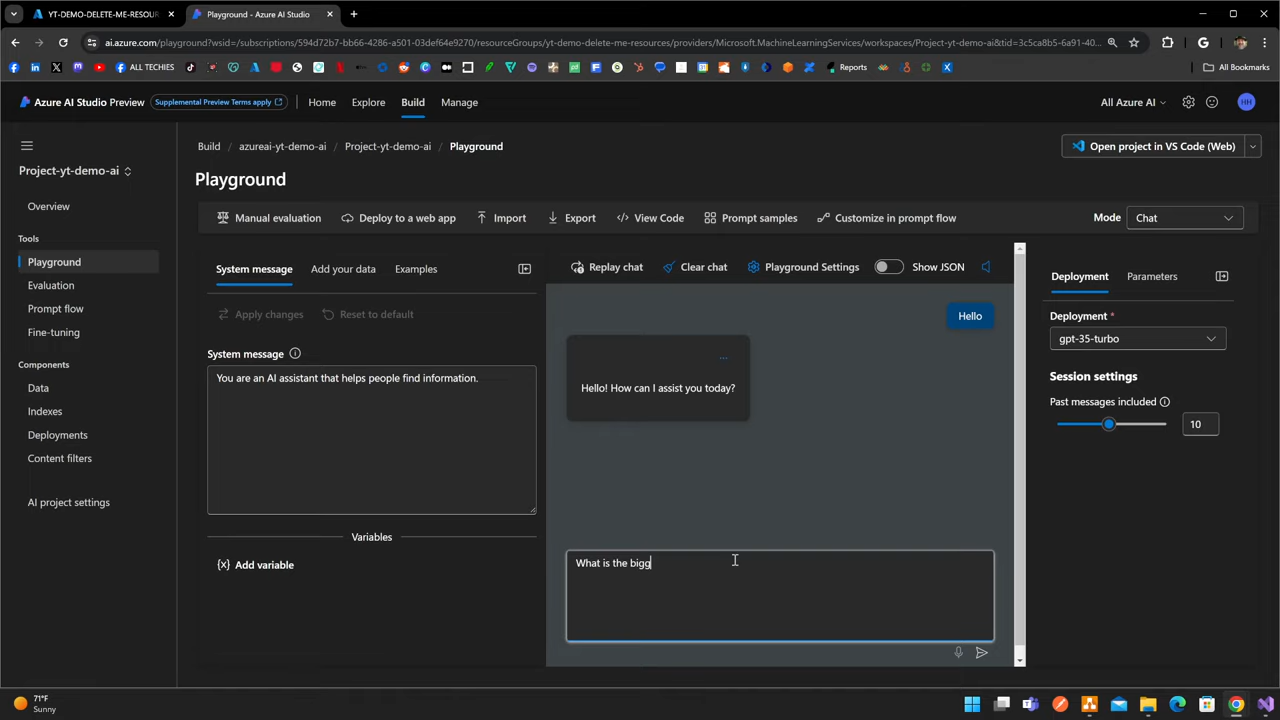 YT-DEMO-DELETE-ME-RESOUR
Playground - Azure AI Studio
ai.azure.com/playground?wsid=/subscriptions/594d72b7-bb66-4286-a501-03def64e9270/resourceGroups/yt-demo-delete-me-resources/providers/Microsoft.MachineLearningServices/workspaces/Project-yt-demo-ai&tid=3c5ca8b5-6a91-40...
ALL TECHIES
Reports
All Bookmarks
Azure AI Studio Preview
Supplemental Preview Terms apply
Home
Explore
Build
Manage
All Azure AI
HH
Project-yt-demo-ai
Overview
Tools
Playground
Evaluation
Prompt flow
Fine-tuning
Components
Data
Indexes
Deployments
Content filters
AI project settings
Build / azureai-yt-demo-ai / Project-yt-demo-ai / Playground
Open project in VS Code (Web)
Playground
Manual evaluation
Deploy to a web app
Import
Export
View Code
Prompt samples
Customize in prompt flow
Mode
Chat
System message
Add your data
Examples
Apply changes
Reset to default
System message
You are an AI assistant that helps people find information.
Variables
{x} Add variable
Replay chat
Clear chat
Playground Settings
Show JSON
Hello
...
Hello! How can I assist you today?
What is the bigg
Deployment
Parameters
Deployment *
gpt-35-turbo
Session settings
Past messages included
10
71°F
Sunny